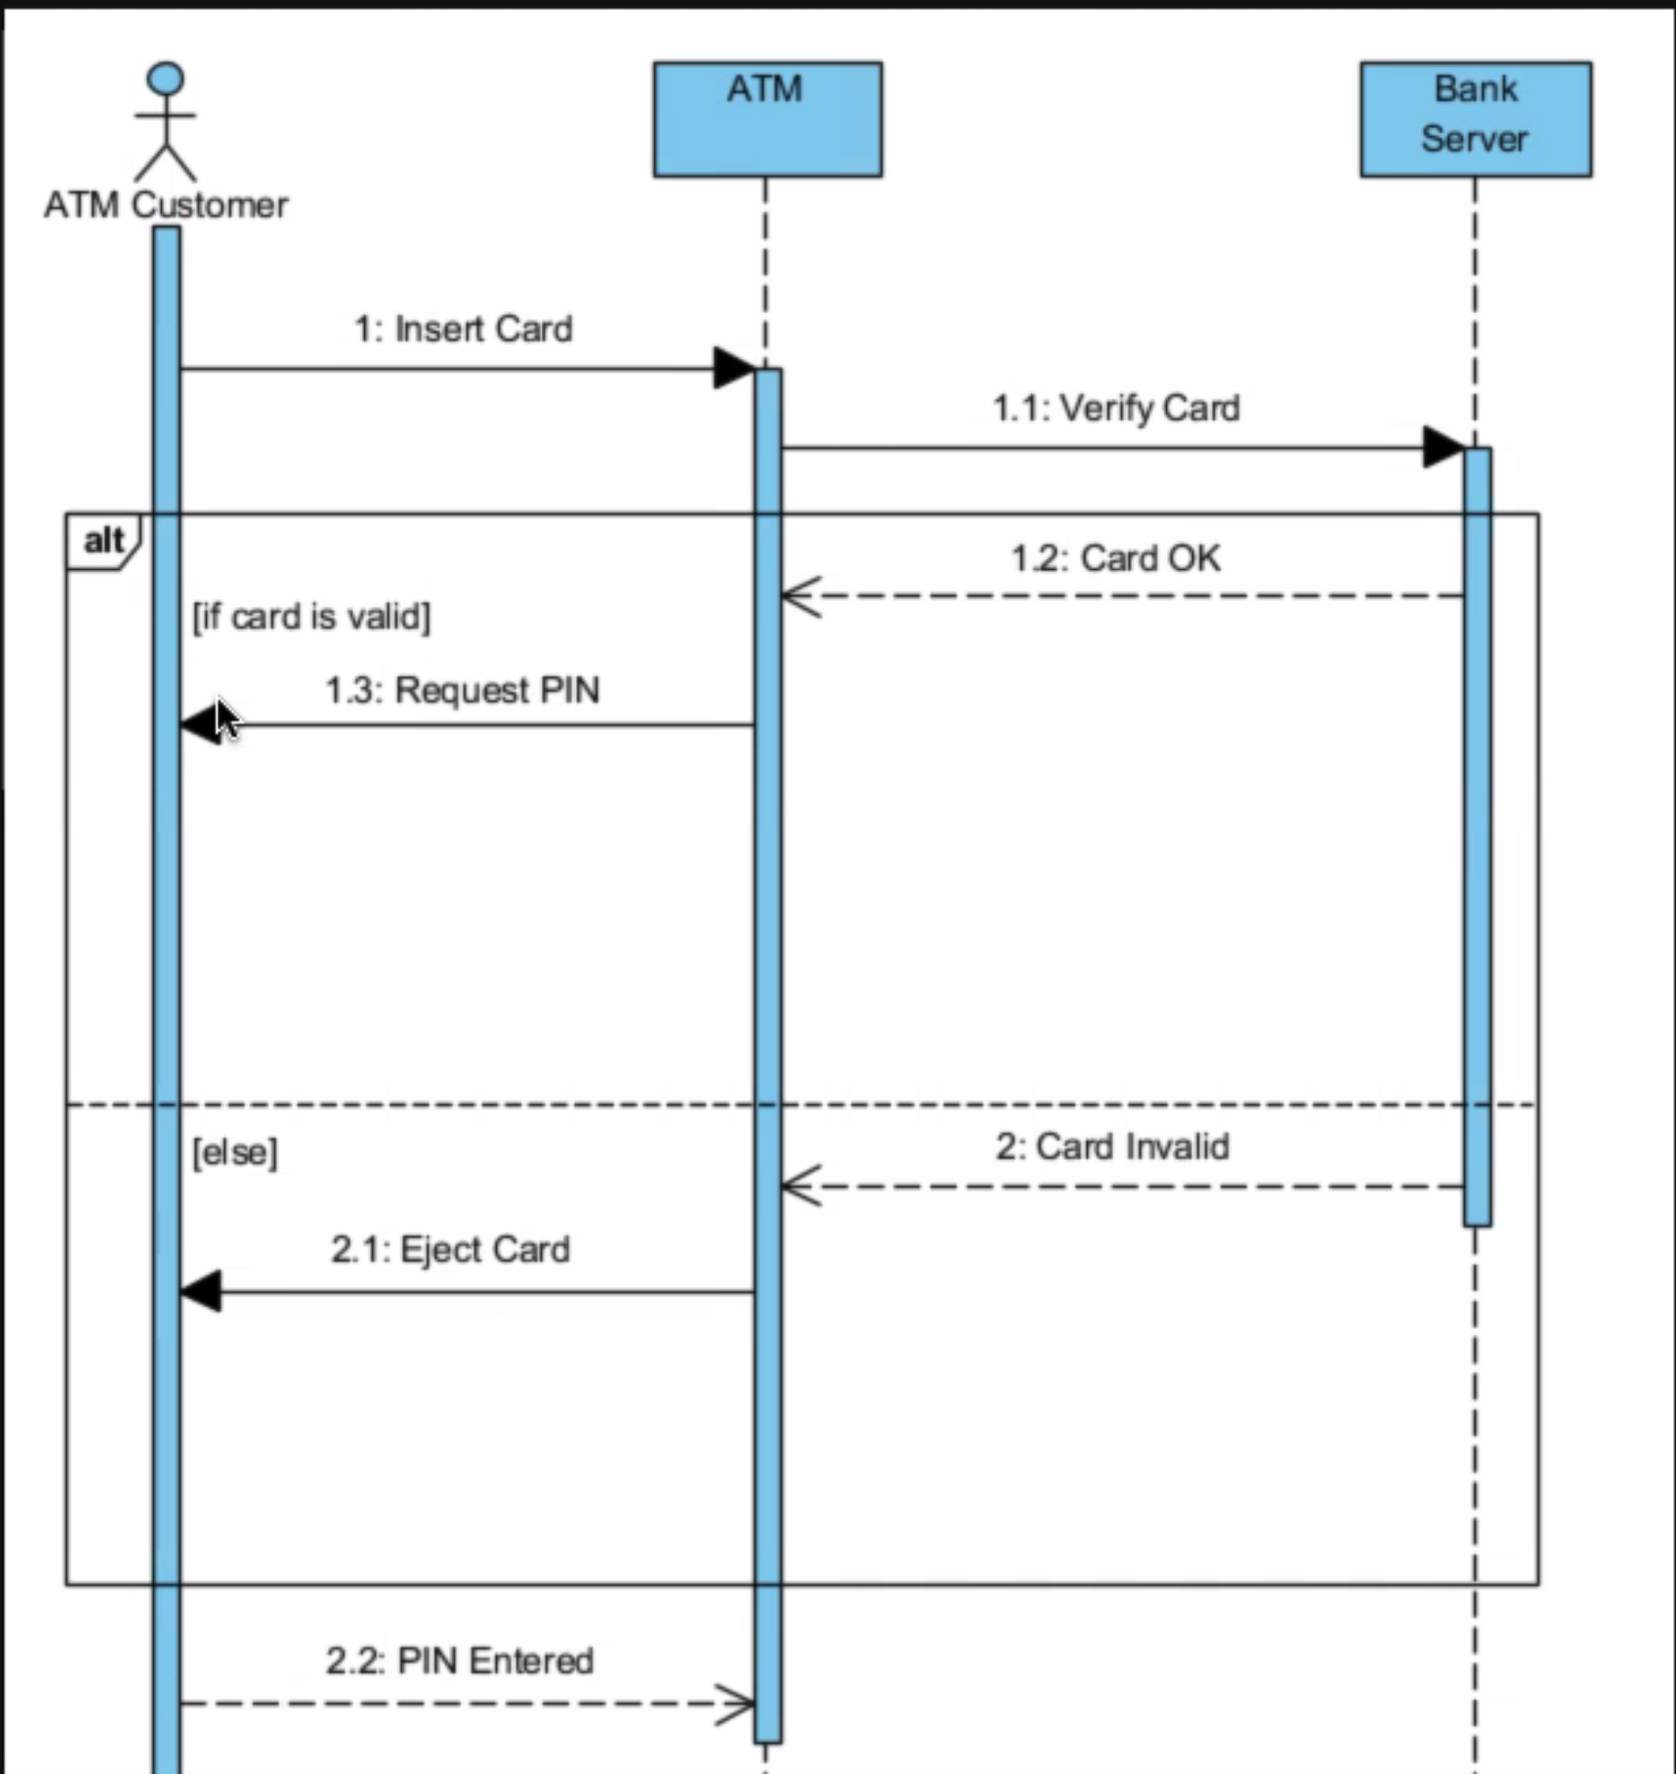 ATM
Bank
Server
ATM Customer
1: Insert Card
1.1: Verify Card
alt
1.2: Card OK
[if card is valid]
1.3: Request PIN
[else]
2: Card Invalid
2.1: Eject Card
2.2: PIN Entered